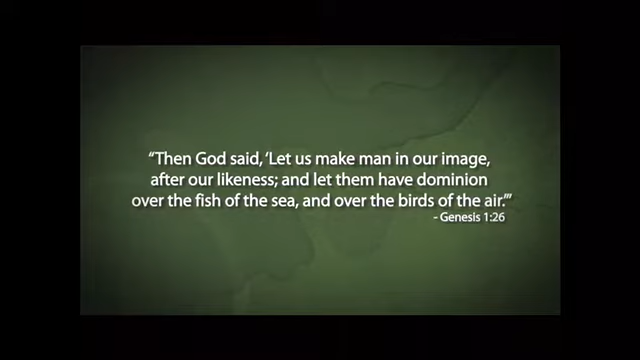 “Then God said, ‘Let us make man in our image,
after our likeness; and let them have dominion
over the fish of the sea, and over the birds of the air.’”
- Genesis 1:26